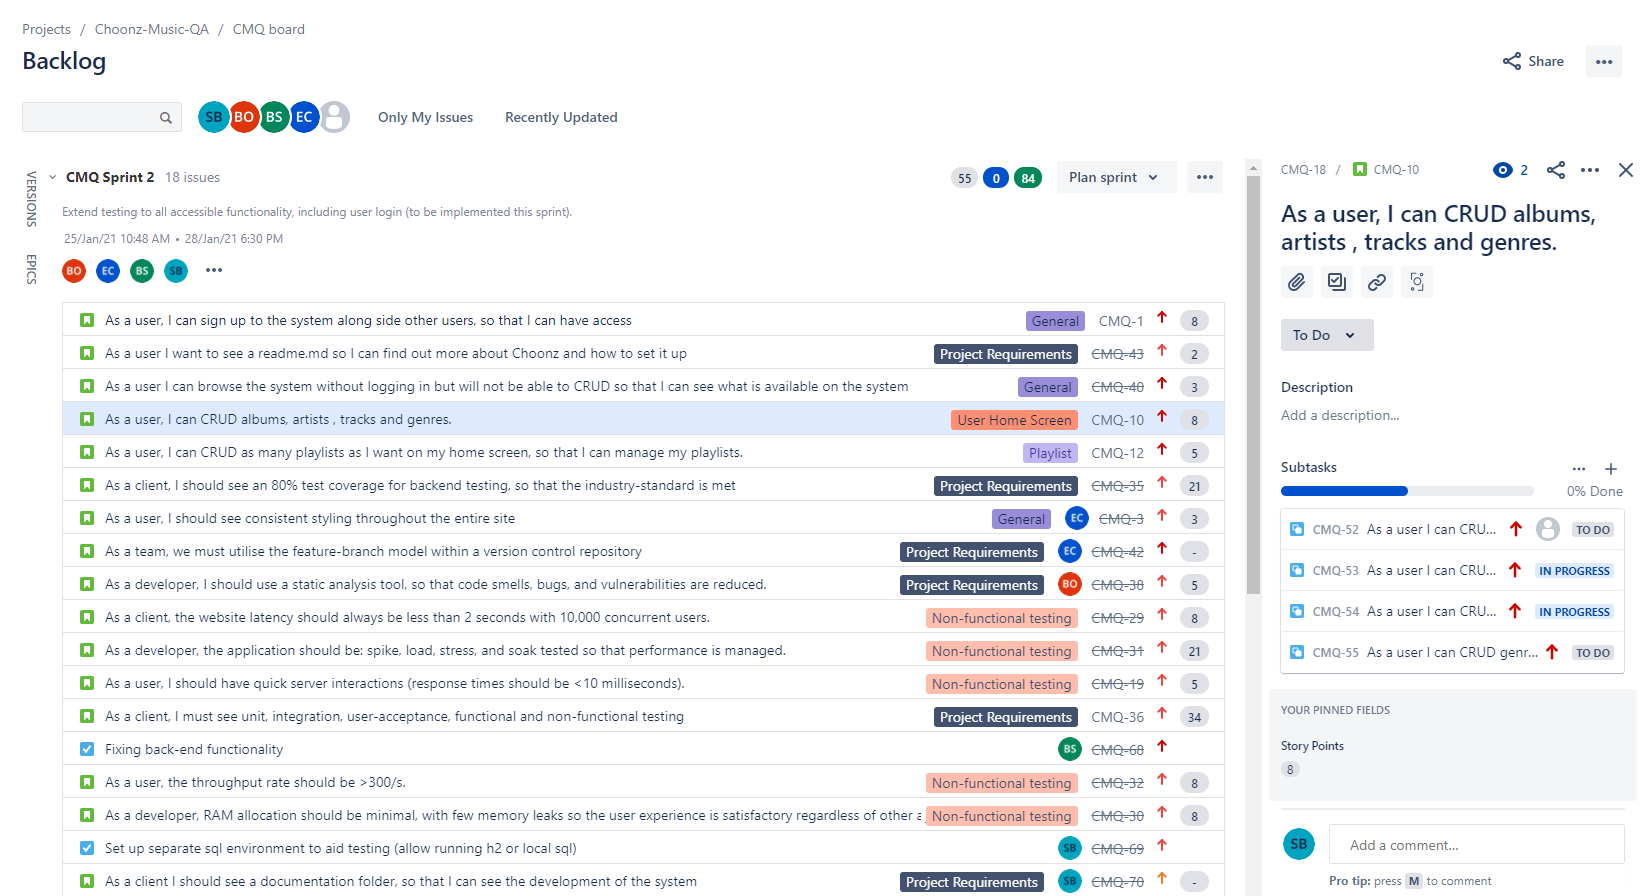 Projects / Choonz-Music-QA / CMQ board
Backlog
Share
SB BO BS EC
Only My Issues
Recently Updated
VERSIONS
EPICS
CMQ Sprint 2 18 issues
55 0 84
Plan sprint
Extend testing to all accessible functionality, including user login (to be implemented this sprint).
25/Jan/21 10:48 AM • 28/Jan/21 6:30 PM
BO EC BS SB
As a user, I can sign up to the system along side other users, so that I can have access General CMQ-1 8
As a user I want to see a readme.md so I can find out more about Choonz and how to set it up Project Requirements CMQ-43 2
As a user I can browse the system without logging in but will not be able to CRUD so that I can see what is available on the system General CMQ-40 3
As a user, I can CRUD albums, artists , tracks and genres. User Home Screen CMQ-10 8
As a user, I can CRUD as many playlists as I want on my home screen, so that I can manage my playlists. Playlist CMQ-12 5
As a client, I should see an 80% test coverage for backend testing, so that the industry-standard is met Project Requirements CMQ-35 21
As a user, I should see consistent styling throughout the entire site General EC CMQ-3 3
As a team, we must utilise the feature-branch model within a version control repository Project Requirements EC CMQ-42 -
As a developer, I should use a static analysis tool, so that code smells, bugs, and vulnerabilities are reduced. Project Requirements BO CMQ-38 5
As a client, the website latency should always be less than 2 seconds with 10,000 concurrent users. Non-functional testing CMQ-29 8
As a developer, the application should be: spike, load, stress, and soak tested so that performance is managed. Non-functional testing CMQ-31 21
As a user, I should have quick server interactions (response times should be <10 milliseconds). Non-functional testing CMQ-19 5
As a client, I must see unit, integration, user-acceptance, functional and non-functional testing Project Requirements CMQ-36 34
Fixing back-end functionality BS CMQ-68
As a user, the throughput rate should be >300/s. Non-functional testing CMQ-32 8
As a developer, RAM allocation should be minimal, with few memory leaks so the user experience is satisfactory regardless of other a Non-functional testing CMQ-30 8
Set up separate sql environment to aid testing (allow running h2 or local sql) SB CMQ-69
As a client I should see a documentation folder, so that I can see the development of the system Project Requirements SB CMQ-70 -
CMQ-18 / CMQ-10 2
As a user, I can CRUD albums,
artists , tracks and genres.
To Do
Description
Add a description...
Subtasks
0% Done
CMQ-52 As a user I can CRU... TO DO
CMQ-53 As a user I can CRU... IN PROGRESS
CMQ-54 As a user I can CRU... IN PROGRESS
CMQ-55 As a user I can CRUD genr... TO DO
YOUR PINNED FIELDS
Story Points
8
SB Add a comment...
Pro tip: press M to comment